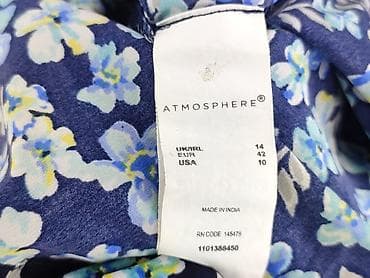 ATMOSPHERE®
UK/IRL 14
EUR 42
USA 10
MADE IN INDIA
RN CODE 145475
1101388450